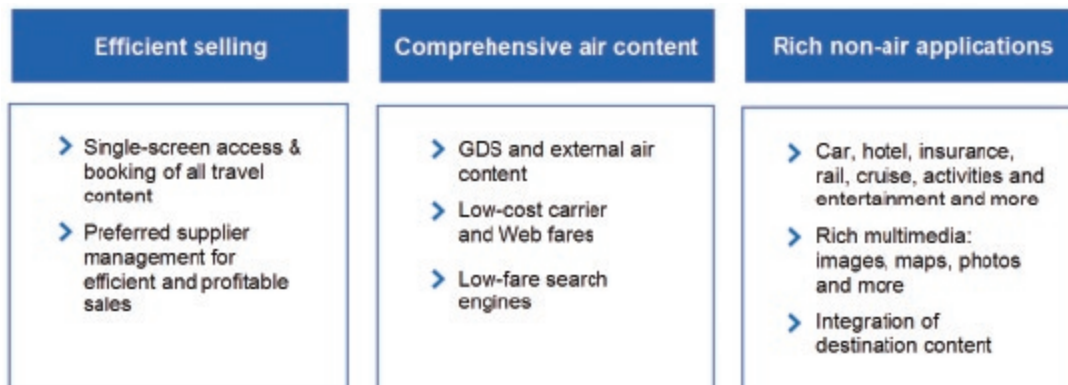 Efficient selling
Single-screen access &
booking of all travel
content
Preferred supplier
management for
efficient and profitable
sales
Comprehensive air content
GDS and external air
content
Low-cost carrier
and Web fares
Low-fare search
engines
Rich non-air applications
Car, hotel, insurance,
rail, cruise, activities and
entertainment and more
Rich multimedia:
images, maps, photos
and more
Integration of
destination content